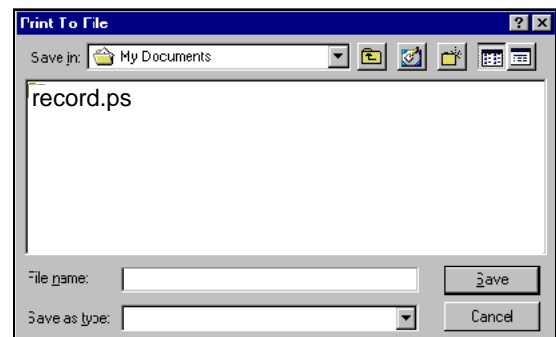 Print To File
Save in: My Documents
record.ps
File name:
Save
Save as type:
Cancel